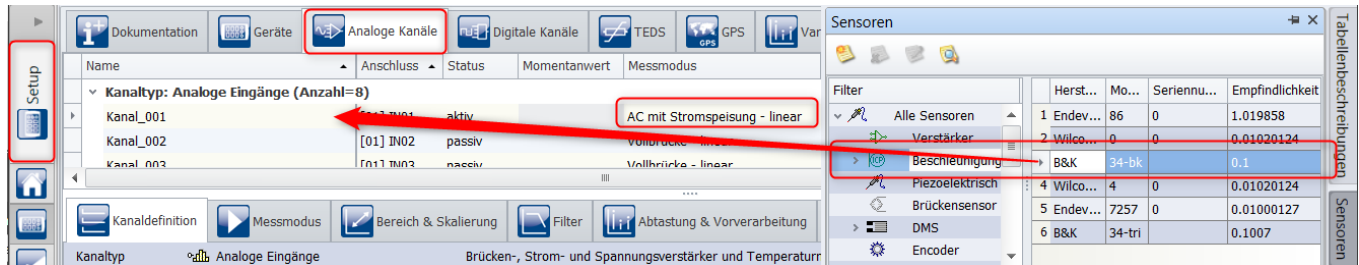 Setup
Dokumentation Geräte Analoge Kanäle Digitale Kanäle TEDS GPS GPS Var
Name Anschluss Status Momentanwert Messmodus
Kanaltyp: Analoge Eingänge (Anzahl=8)
Kanal_001 [01] IN01 aktiv AC mit Stromspeisung - linear
Kanal_002 [01] IN02 passiv Vollbrücke - linear
Kanal_003 [01] IN03 passiv Vollbrücke - linear
Kanaldefinition Messmodus Bereich & Skalierung Filter Abtastung & Vorverarbeitung
Kanaltyp Analoge Eingänge Brücken-, Strom- und Spannungsverstärker und Temperaturm
Sensoren
Filter
Alle Sensoren
Verstärker
ICP Beschleunigung
Piezoelektrisch
Brückensensor
DMS
Encoder
Herst... Mo... Seriennu... Empfindlichkeit
1 Endev... 86 0 1.019858
2 Wilco... 0 0 0.01020124
B&K 34-bk 0.1
4 Wilco... 4 0 0.01020124
5 Endev... 7257 0 0.01000127
6 B&K 34-tri 0.1007
Tabellenbeschreibungen
Sensoren